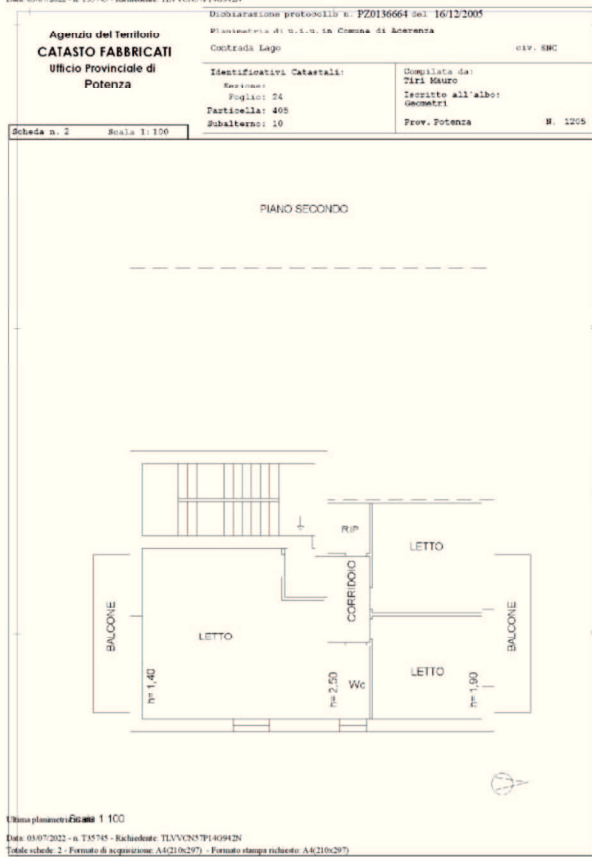 Dichiarazione protocollo n. PZ0136664 del 16/12/2005
Agenzia del Territorio
CATASTO FABBRICATI
Ufficio Provinciale di
Potenza
Planimetria di u.i.u. in Comune di Acerenza
Contrada Lago civ. SNC
Identificativi Catastali:
Sezione:
Foglio: 24
Particella: 405
Subalterno: 10
Compilata da:
Tiri Mauro
Iscritto all'albo:
Geometri
Prov. Potenza N. 1205
Scheda n. 2 Scala 1:100
PIANO SECONDO
RIP
LETTO
CORRIDOIO
BALCONE
LETTO
BALCONE
h= 1,40
h= 2,50
Wc
LETTO
h= 1,90
Ultima planimetria
Scala 1 100
Data: 03/07/2022 - n. T35745 - Richiedente: TLVVCN57P14G942N
Totale schede: 2 - Formato di acquisizione: A4(210x297) - Formato stampa richiesto: A4(210x297)